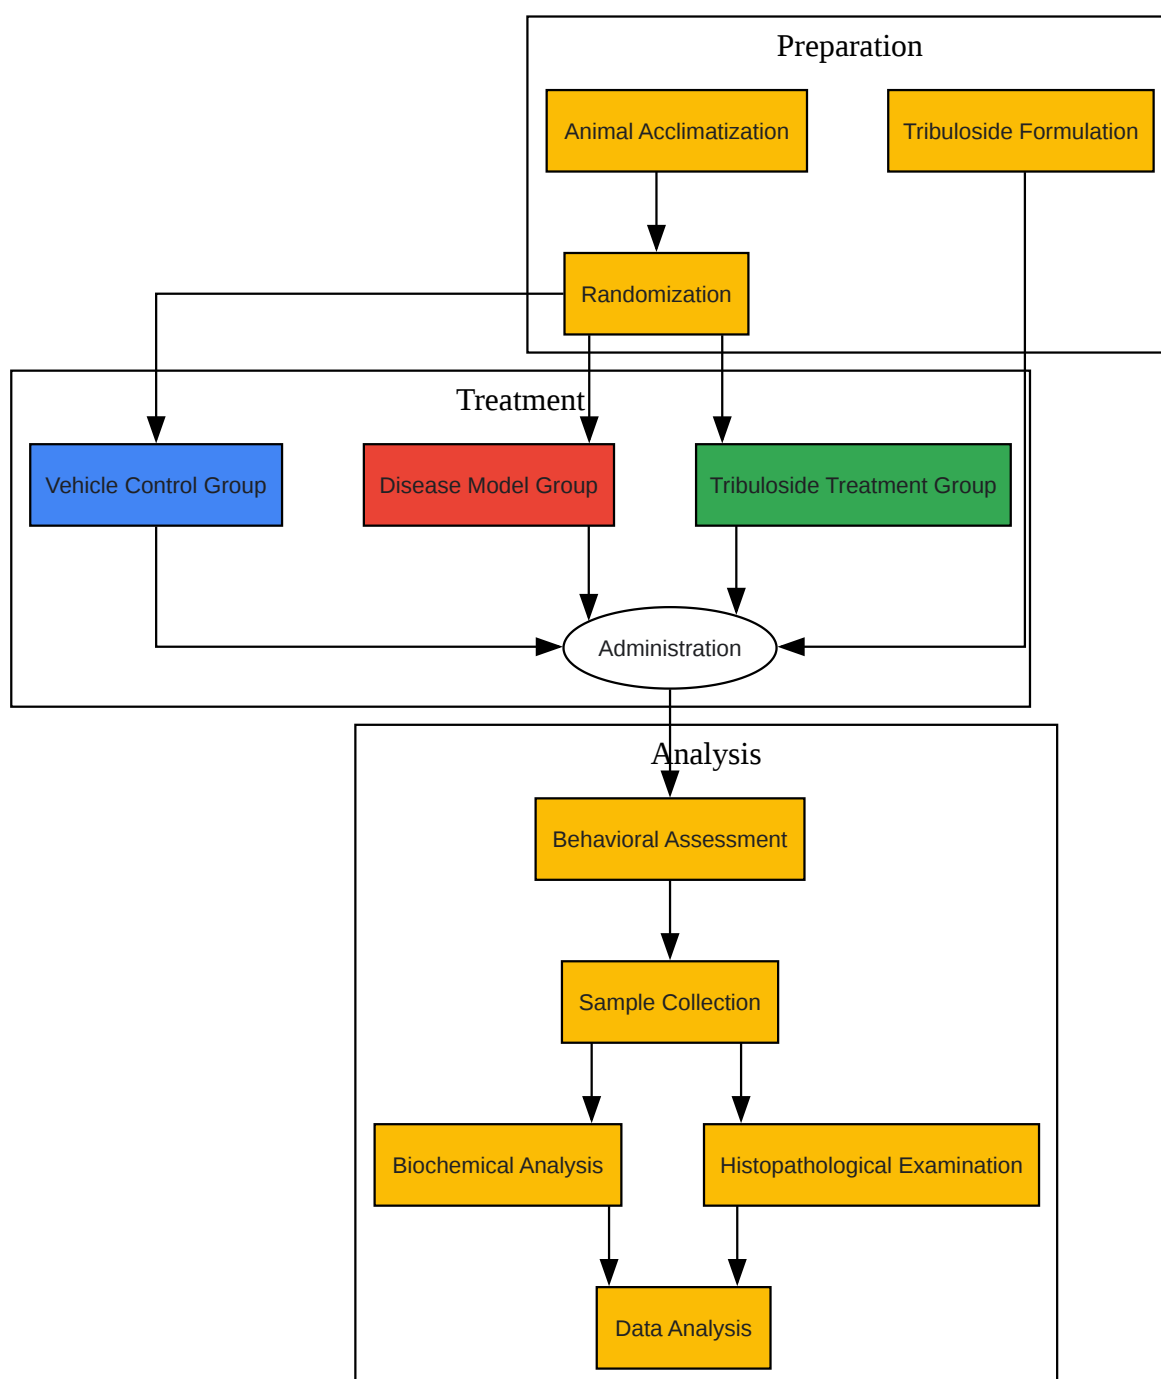 Preparation
Animal Acclimatization
Tribuloside Formulation
Randomization
Treatment
Vehicle Control Group
Disease Model Group
Tribuloside Treatment Group
Administration
Analysis
Behavioral Assessment
Sample Collection
Biochemical Analysis
Histopathological Examination
Data Analysis